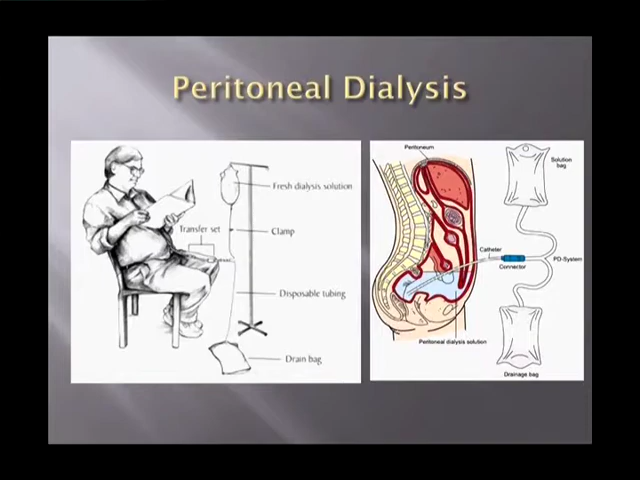 Peritoneal Dialysis
Fresh dialysis solution
Transfer set
Clamp
Disposable tubing
Drain bag
Peritoneum
Solution
bag
Catheter
Connector
PD-System
Peritoneal dialysis solution
Drainage bag